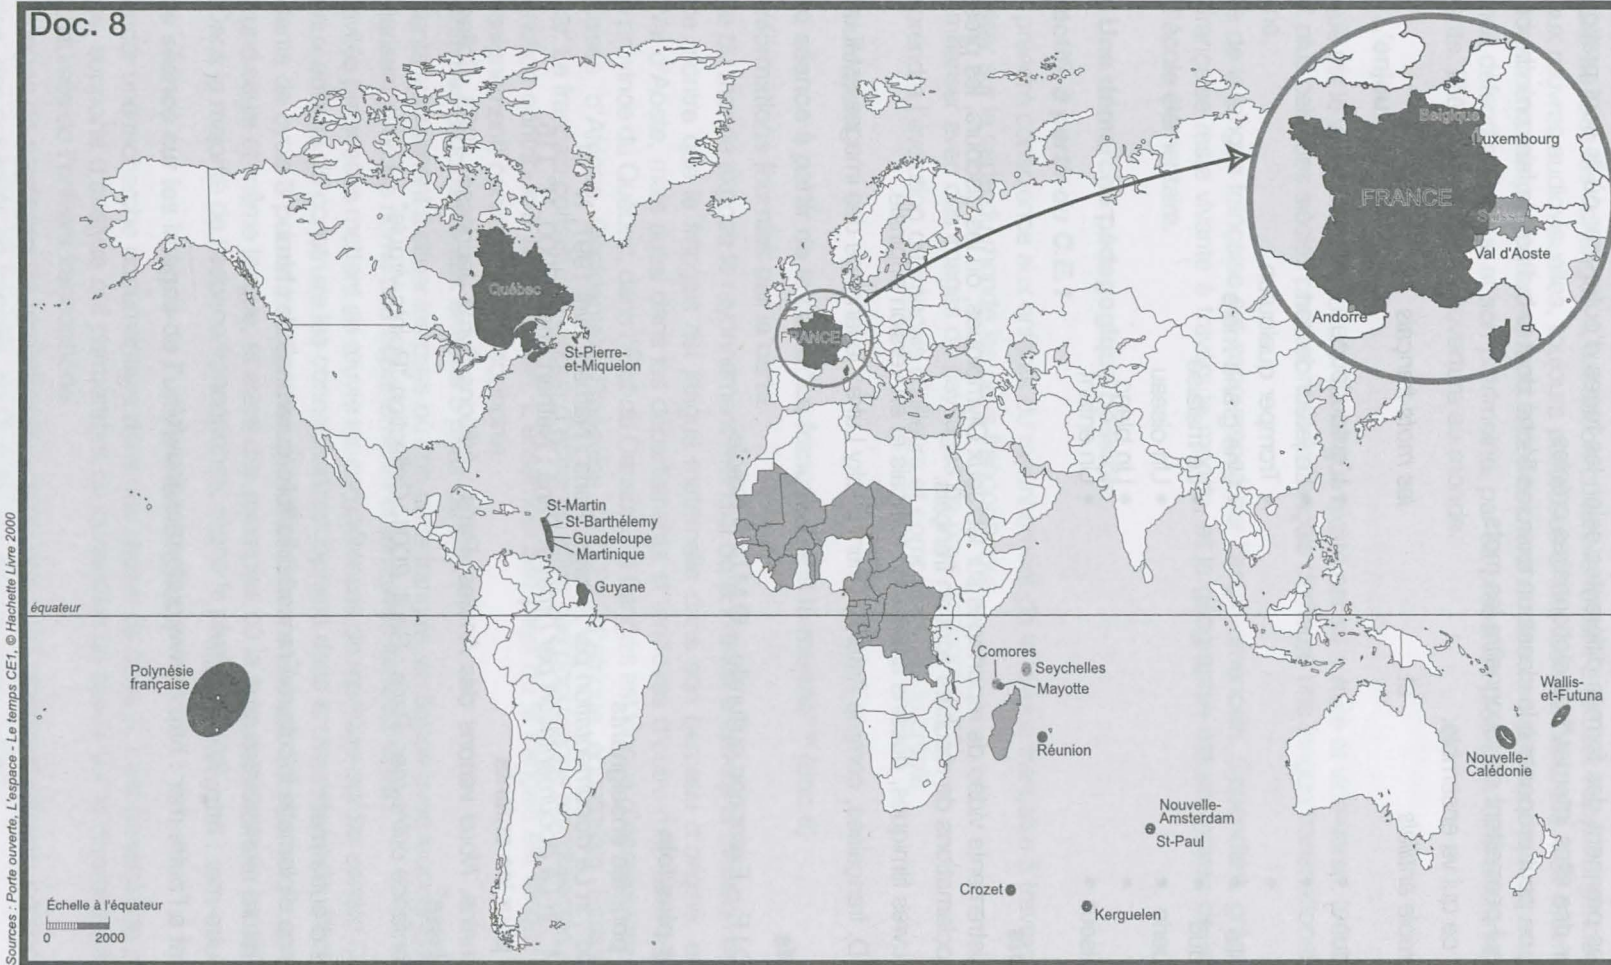 Doc. 8
Belgique
Luxembourg
FRANCE
Suisse
Val d'Aoste
Andorre
Québec
FRANCE
St-Pierre-
et-Miquelon
St-Martin
St-Barthélemy
Guadeloupe
Martinique
Guyane
équateur
Polynésie
française
Comores
Seychelles
Mayotte
Réunion
Wallis-
et-Futuna
Nouvelle-
Calédonie
Nouvelle-
Amsterdam
St-Paul
Crozet
Kerguelen
Échelle à l'équateur
0 2000
Sources : Porte ouverte, L'espace - Le temps CE1, © Hachette Livre 2000